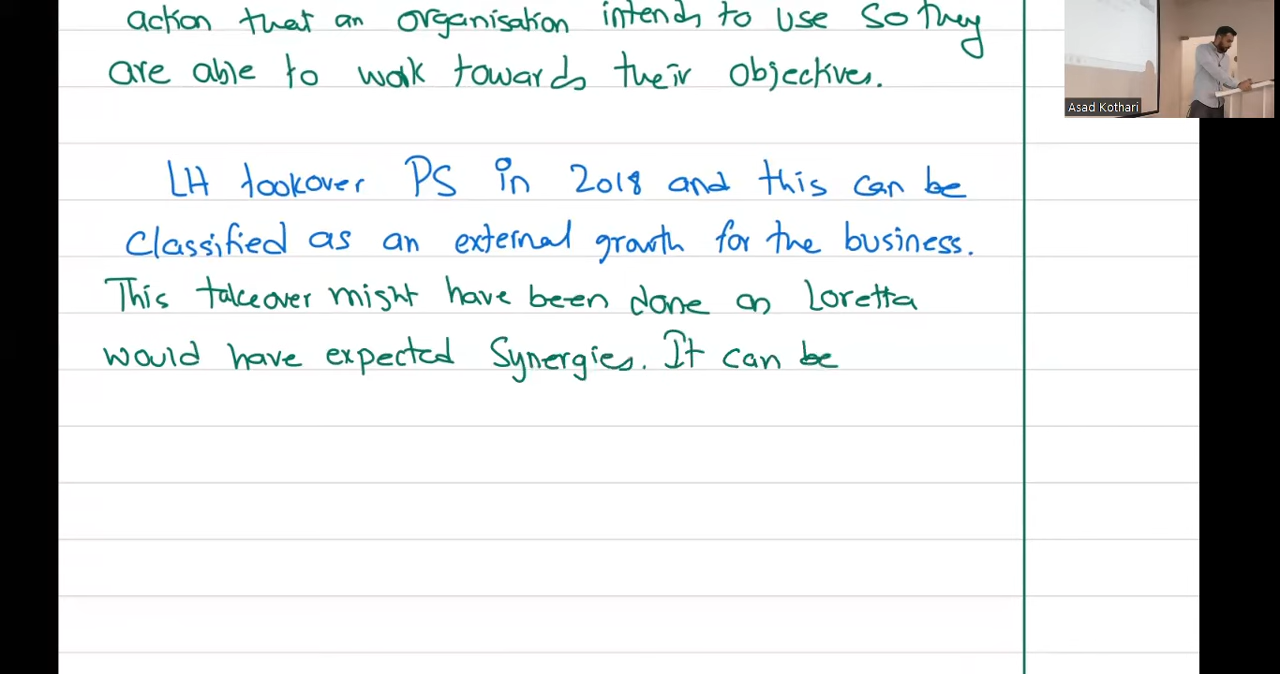 action that an organisation intends to use so they
are able to work towards their objectives.
LH tookover PS in 2018 and this can be
classified as an external growth for the business.
This takeover might have been done as Loretta
would have expected Synergies. It can be
Asad Kothari